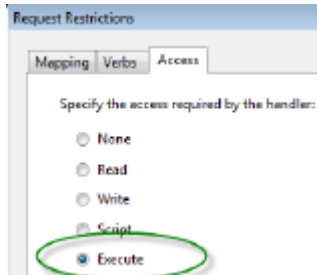 Request Restrictions
Mapping Verbs Access
Specify the access required by the handler:
None
Read
Write
Script
Execute